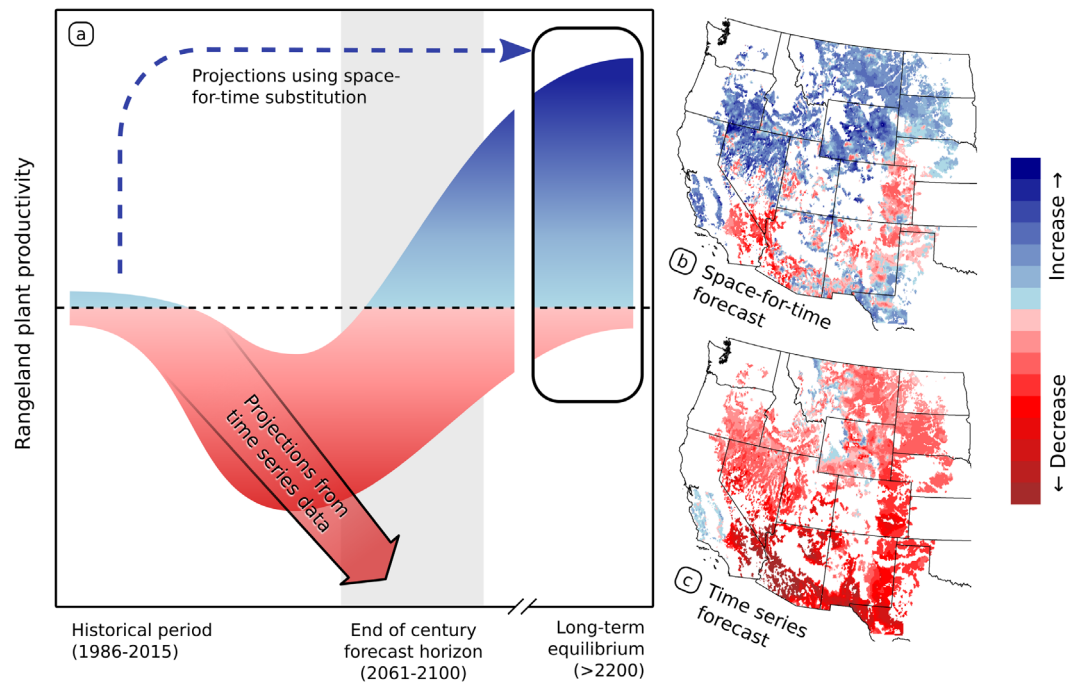 a
Projections using space-
for-time substitution
Rangeland plant productivity
Projections from
time series data
Historical period
(1986-2015)
End of century
forecast horizon
(2061-2100)
Long-term
equilibrium
(>2200)
b
Space-for-time
forecast
c
Time series
forecast
Increase →
← Decrease